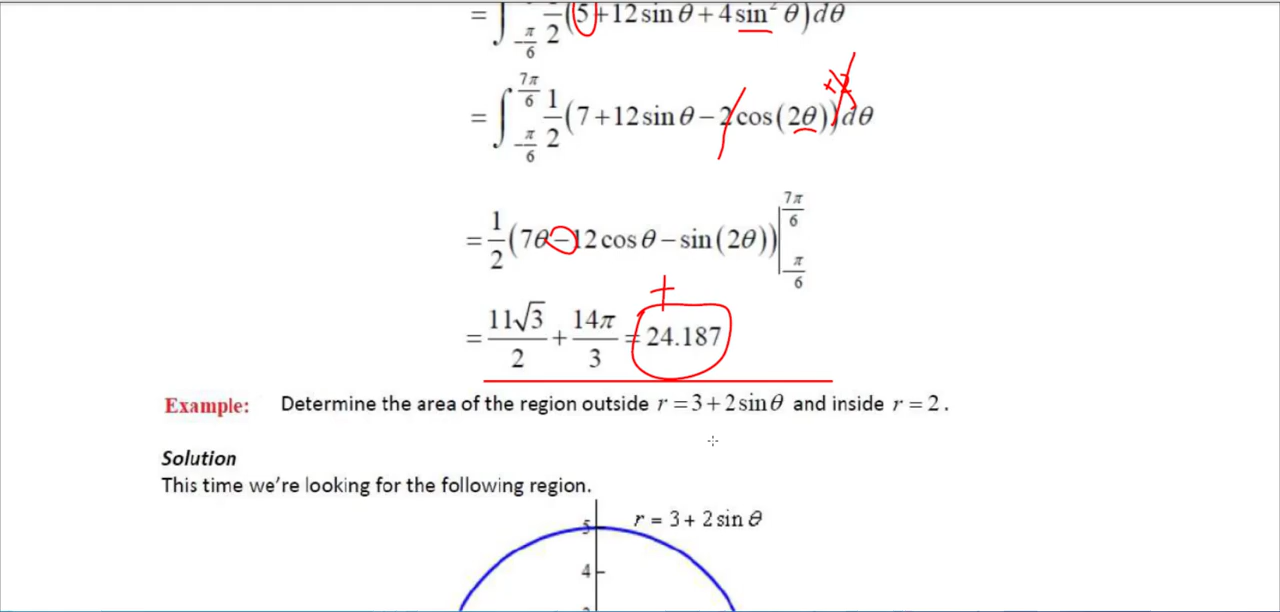 = ∫_{-π/6} 1/2 (5 + 12 sin θ + 4 sin² θ) dθ
= ∫_{-π/6}^{7π/6} 1/2 (7 + 12 sin θ − 2 cos(2θ)) dθ
= 1/2 (7θ − 12 cos θ − sin(2θ)) |_{-π/6}^{7π/6}
+
= 11√3/2 + 14π/3 = 24.187
Example: Determine the area of the region outside r = 3 + 2 sin θ and inside r = 2 .
Solution
This time we're looking for the following region.
5
r = 3 + 2 sin θ
4